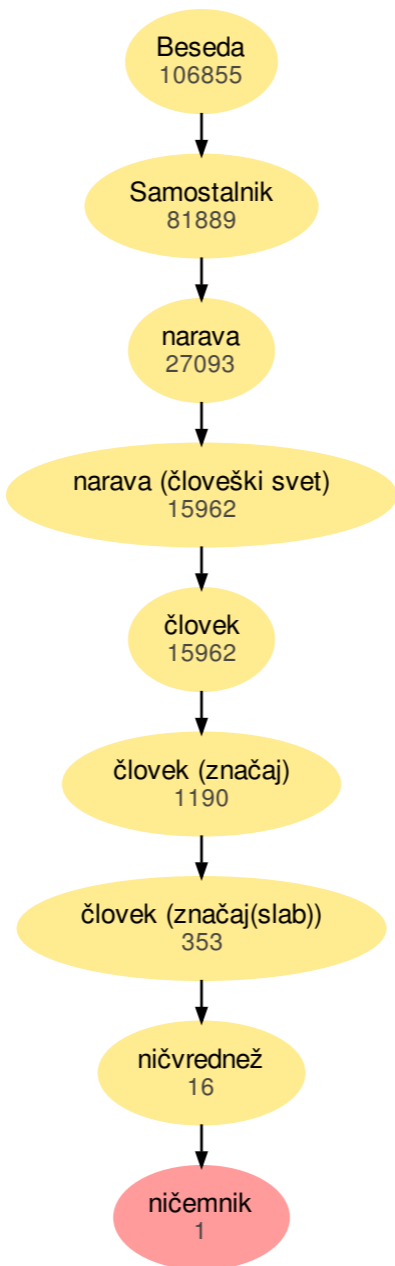 Beseda
106855
Samostalnik
81889
narava
27093
narava (človeški svet)
15962
človek
15962
človek (značaj)
1190
človek (značaj(slab))
353
ničvrednež
16
ničemnik
1